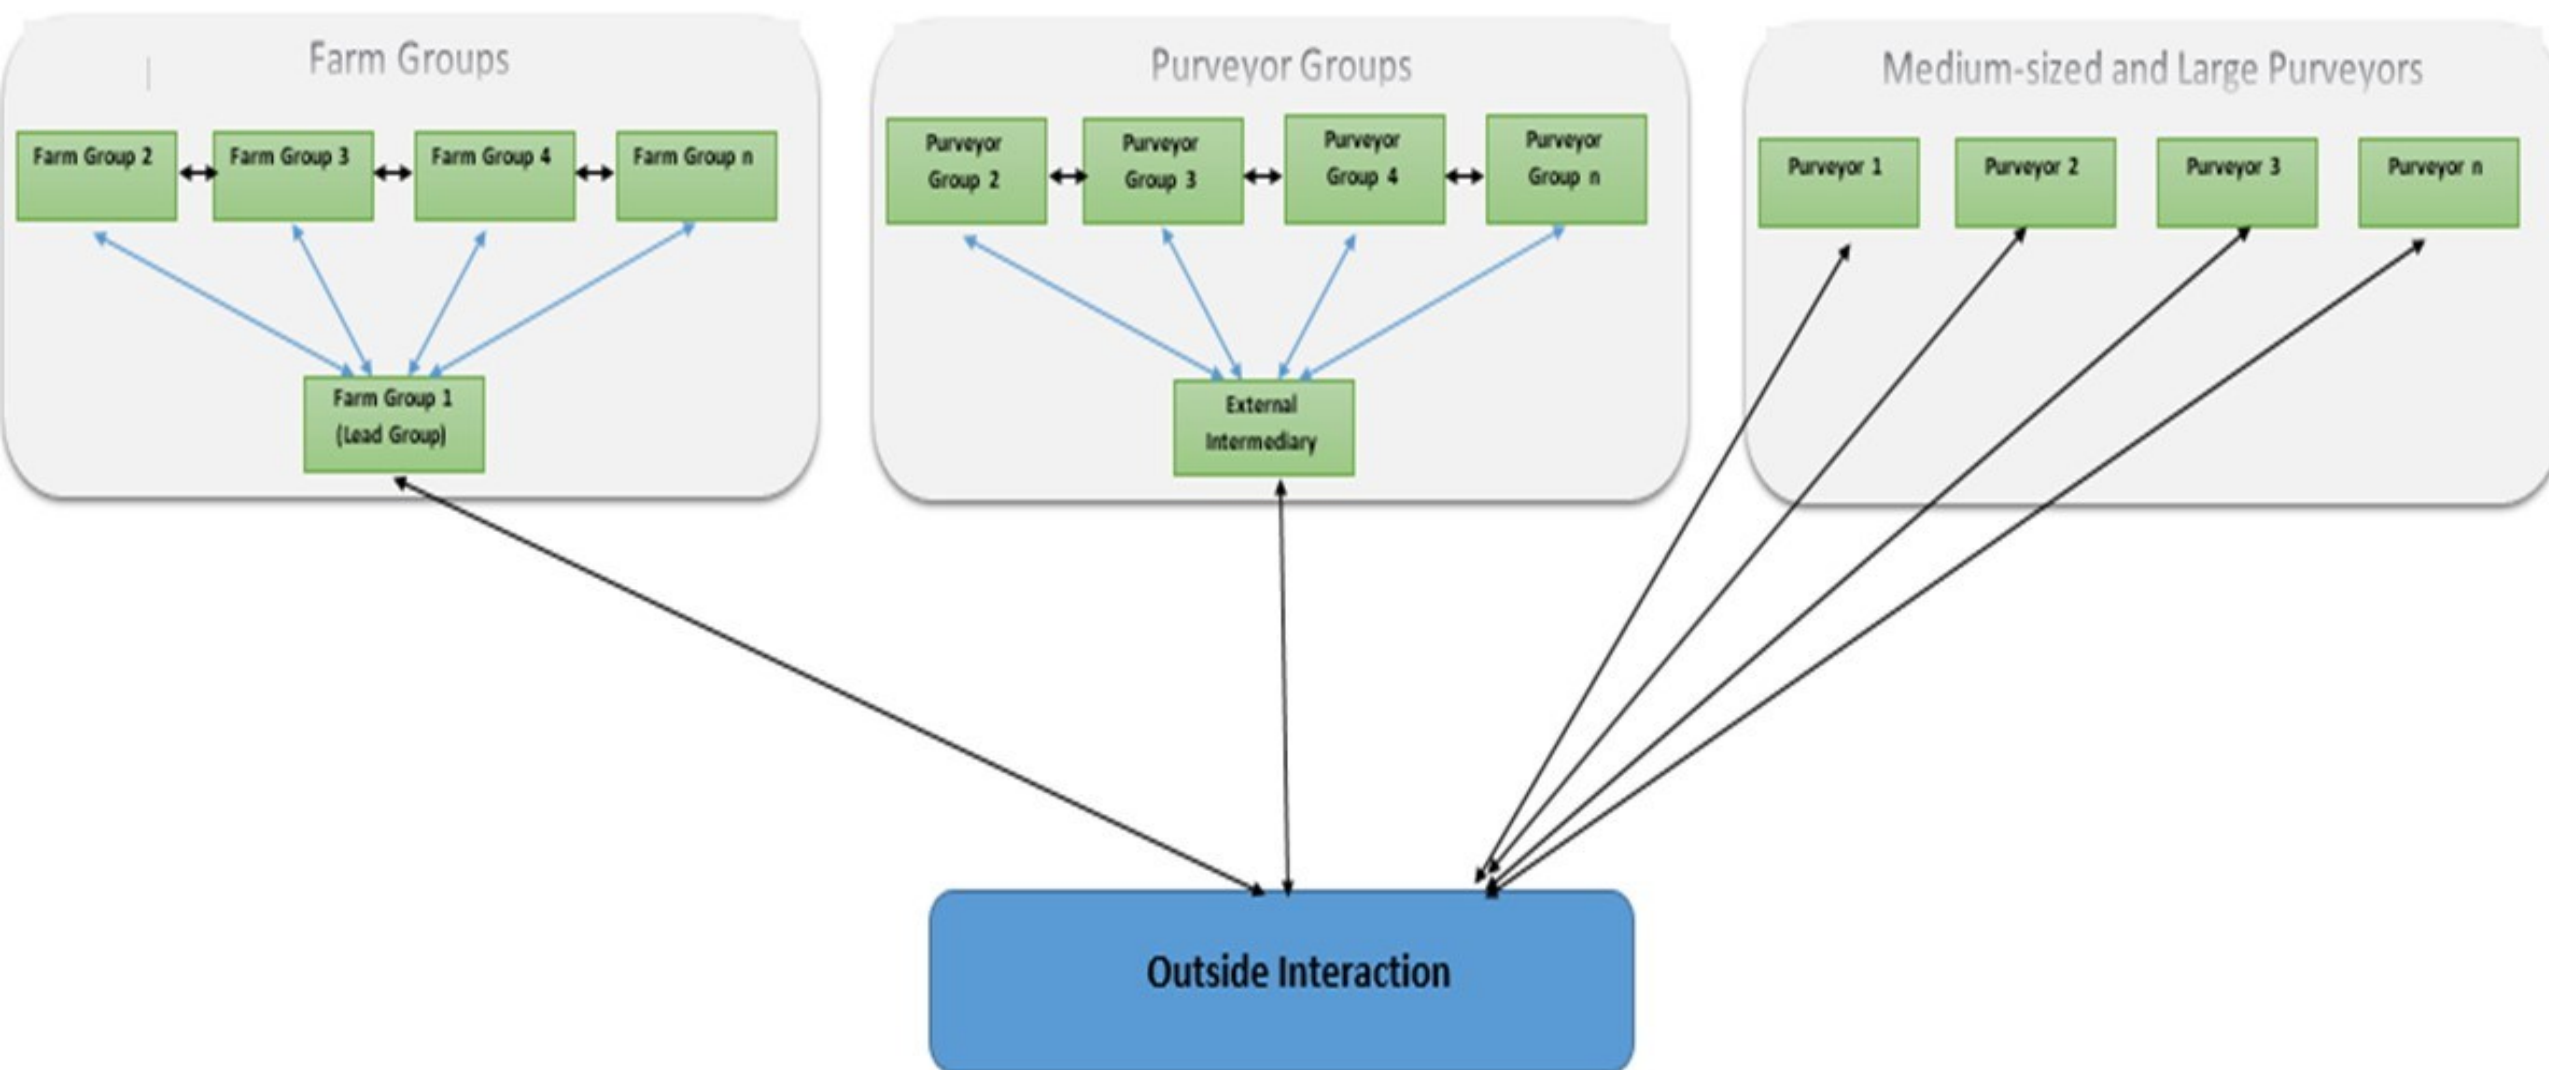 Farm Groups
Farm Group 2
Farm Group 3
Farm Group 4
Farm Group n
Farm Group 1
(Lead Group)
Purveyor Groups
Purveyor
Group 2
Purveyor
Group 3
Purveyor
Group 4
Purveyor
Group n
External
Intermediary
Medium-sized and Large Purveyors
Purveyor 1
Purveyor 2
Purveyor 3
Purveyor n
Outside Interaction